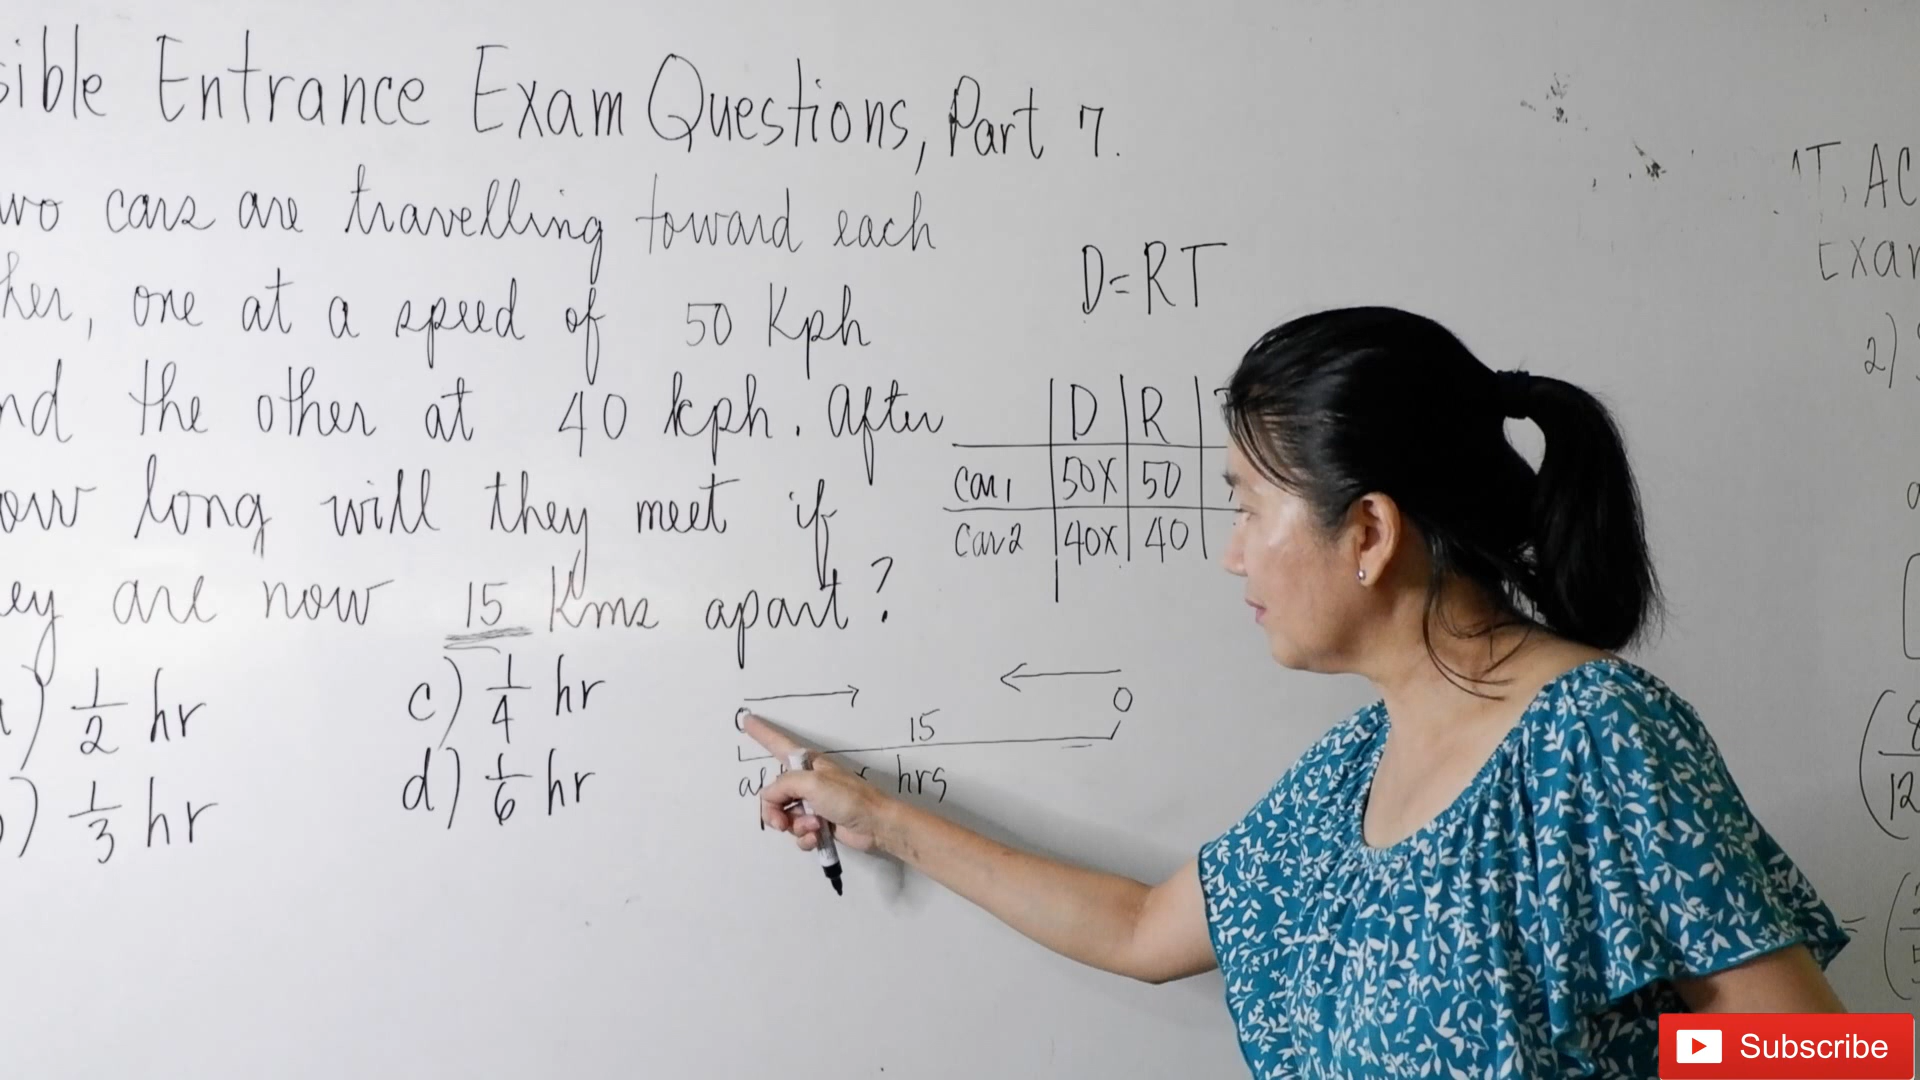 sible Entrance Exam Questions, Part 7.
wo cars are travelling toward each
her, one at a speed of 50 Kph
nd the other at 40 kph. After
ow long will they meet if
ey are now 15 Kms apart?
) 1/2 hr
) 1/3 hr
c) 1/4 hr
d) 1/6 hr
D=RT
D R
car1 50x 50
car2 40x 40
15
hrs
T, AC
Exam
2)
8
12
=
Subscribe